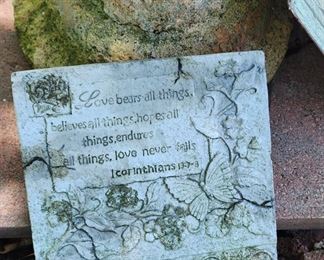 Love bears all things,
believes all things, hopes all
things, endures
all things, love never fails
1 corinthians 13:7-8